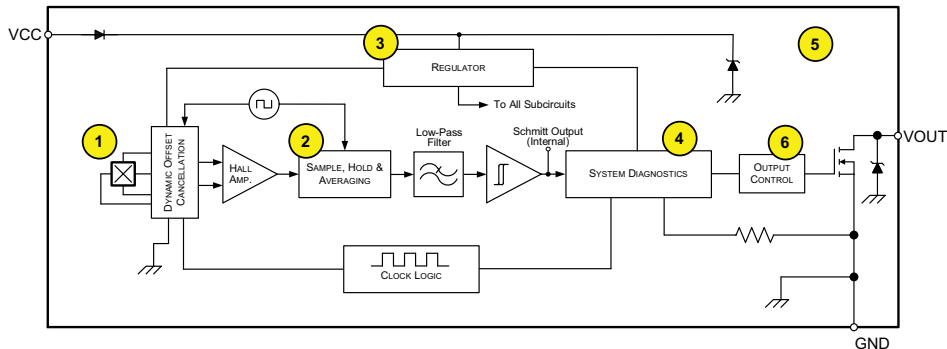 VCC
3
5
REGULATOR
To All Subcircuits
1
2
Low-Pass
Filter
Schmitt Output
(Internal)
4
6
VOUT
DYNAMIC OFFSET
CANCELLATION
HALL
AMP.
SAMPLE, HOLD &
AVERAGING
SYSTEM DIAGNOSTICS
OUTPUT
CONTROL
CLOCK LOGIC
GND